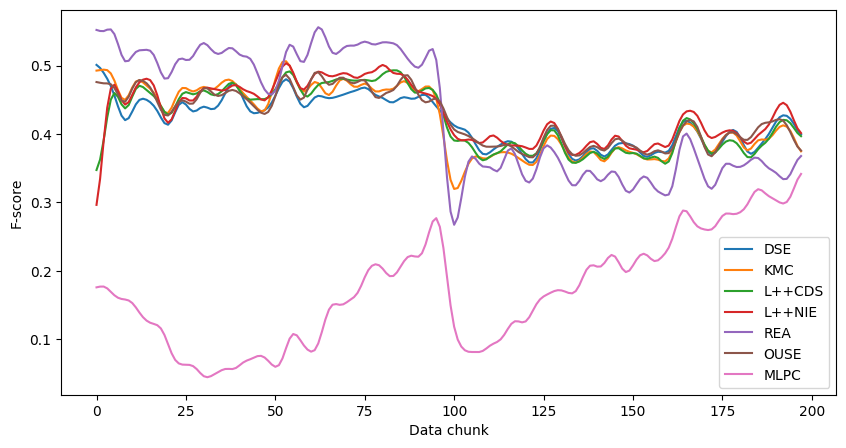 F-score
0.5
0.4
0.3
0.2
0.1
0
25
50
75
100
125
150
175
200
Data chunk
DSE
KMC
L++CDS
L++NIE
REA
OUSE
MLPC